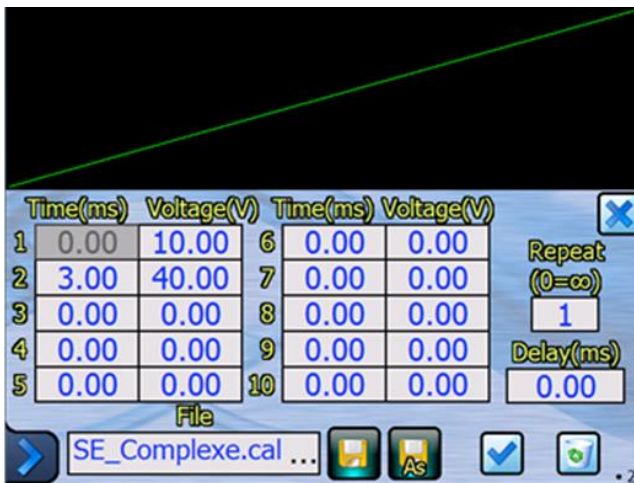 Time(ms) Voltage(V) Time(ms) Voltage(V)
1 0.00 10.00 6 0.00 0.00
2 3.00 40.00 7 0.00 0.00
3 0.00 0.00 8 0.00 0.00
4 0.00 0.00 9 0.00 0.00
5 0.00 0.00 10 0.00 0.00
Repeat
(0=∞)
1
Delay(ms)
0.00
File
SE_Complexe.cal ...
As
• 2